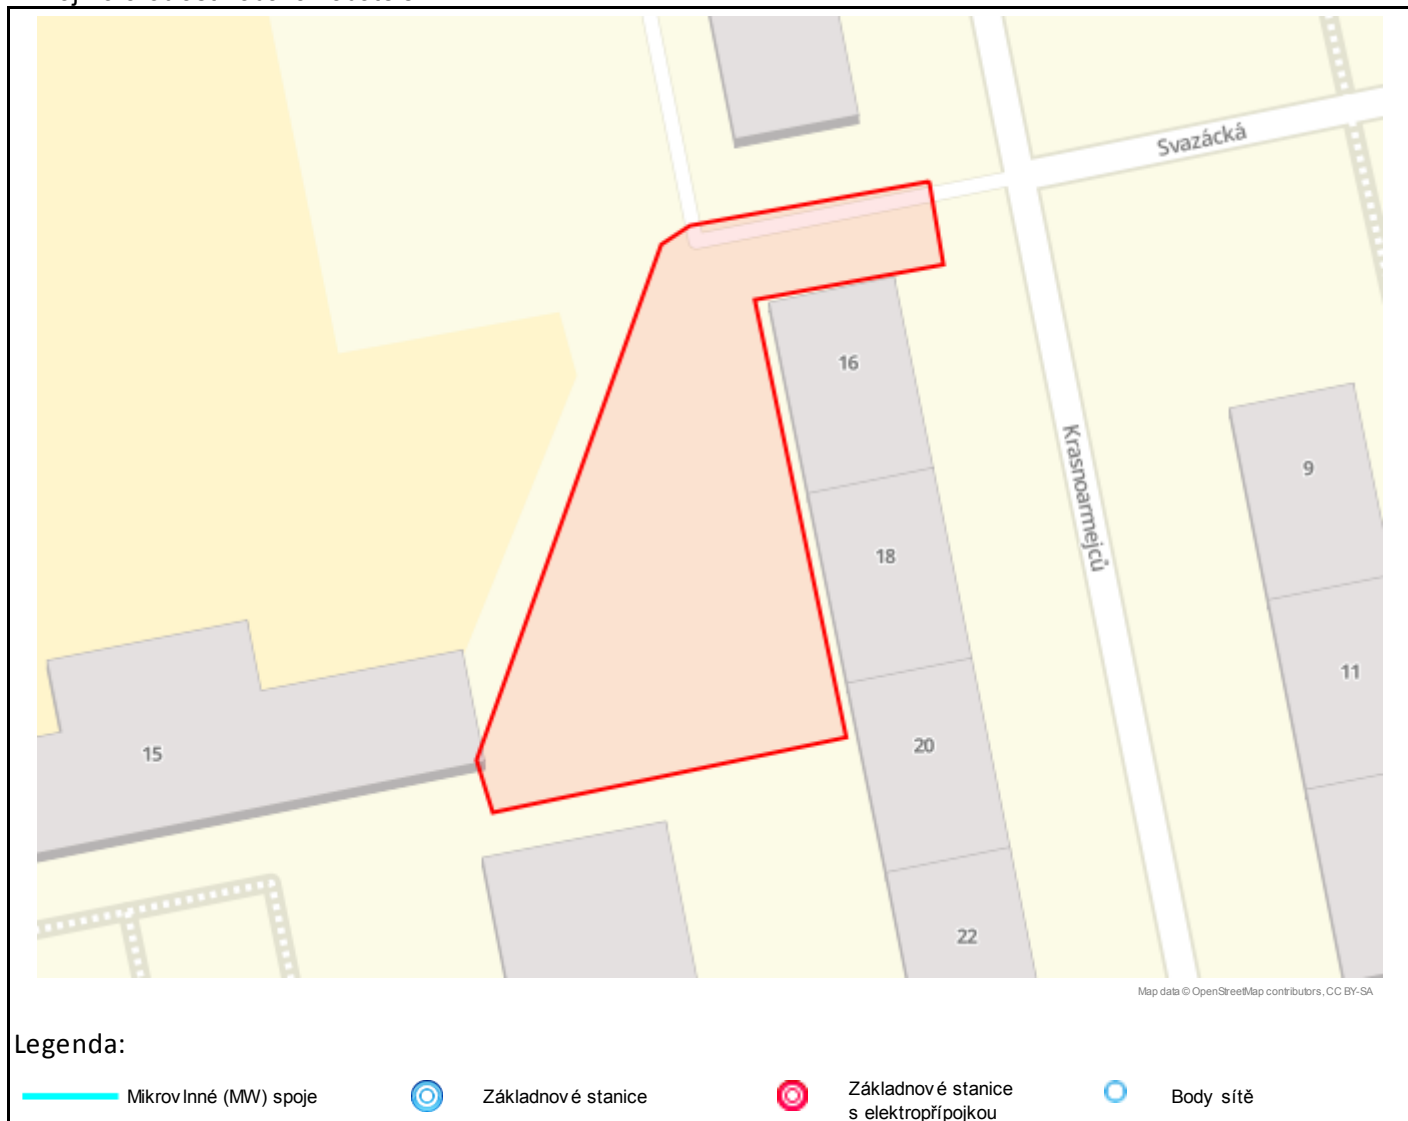 Svazácká
16
Krasnoarmejců
9
18
11
20
15
22
Map data © OpenStreetMap contributors, CC BY-SA
Legenda:
Mikrovlnné (MW) spoje
Základnové stanice
Základnové stanice
s elektropřípojkou
Body sítě